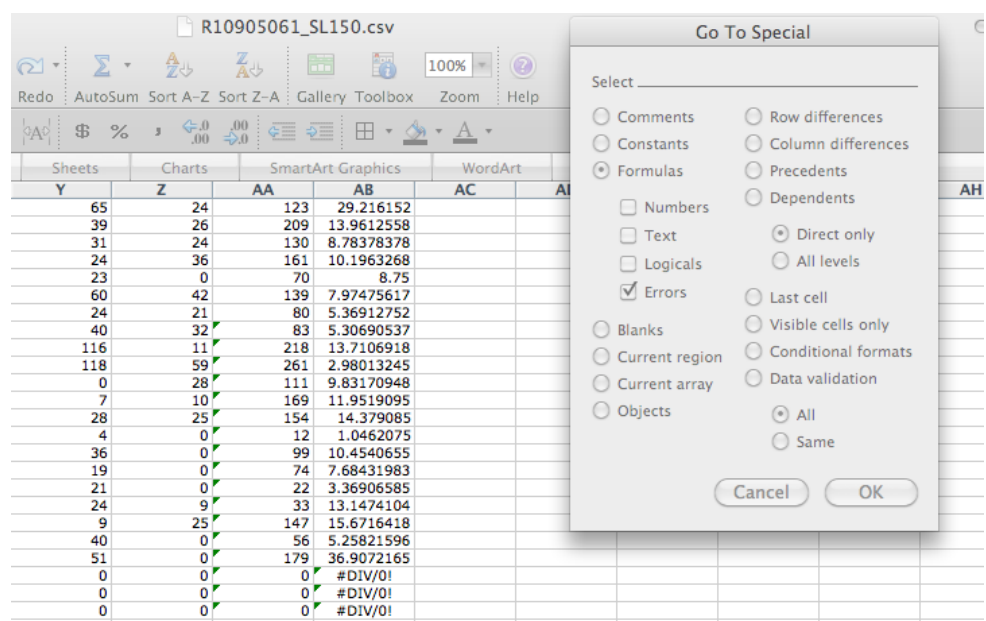 R10905061_SL150.csv
Redo AutoSum Sort A-Z Sort Z-A Gallery Toolbox 100% Zoom Help
A $ % , .0 .00 .00 .0 A
Sheets Charts SmartArt Graphics WordArt
Y Z AA AB AC AH
65 24 123 29.216152
39 26 209 13.9612558
31 24 130 8.78378378
24 36 161 10.1963268
23 0 70 8.75
60 42 139 7.97475617
24 21 80 5.36912752
40 32 83 5.30690537
116 11 218 13.7106918
118 59 261 2.98013245
0 28 111 9.83170948
7 10 169 11.9519095
28 25 154 14.379085
4 0 12 1.0462075
36 0 99 10.4540655
19 0 74 7.68431983
21 0 22 3.36906585
24 9 33 13.1474104
9 25 147 15.6716418
40 0 56 5.25821596
51 0 179 36.9072165
0 0 0 #DIV/0!
0 0 0 #DIV/0!
0 0 0 #DIV/0!
Go To Special
Select
Comments
Constants
Formulas
Numbers
Text
Logicals
Errors
Blanks
Current region
Current array
Objects
Row differences
Column differences
Precedents
Dependents
Direct only
All levels
Last cell
Visible cells only
Conditional formats
Data validation
All
Same
Cancel OK